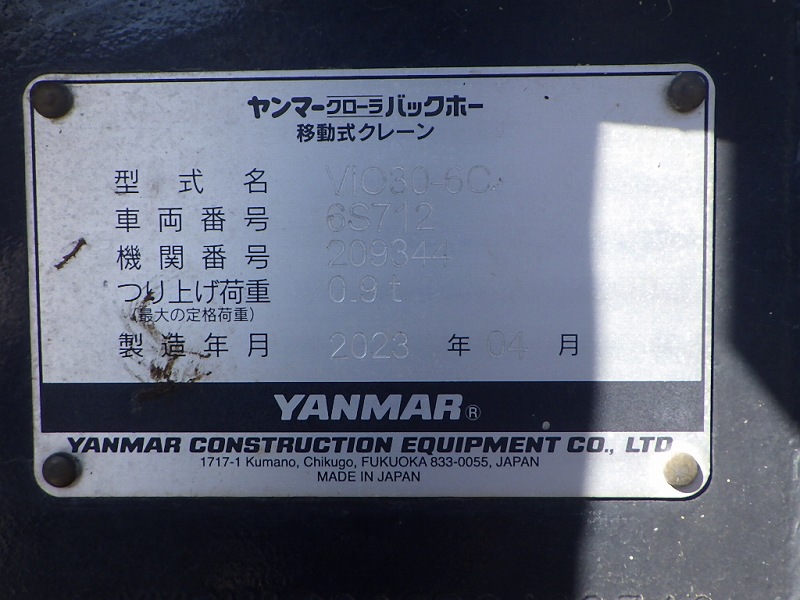 ヤンマークローラバックホー
移動式クレーン
型式名 ViO30-6C
車両番号 6S712
機関番号 209344
つり上げ荷重 0.9t
(最大の定格荷重)
製造年月 2023 年 04 月
YANMAR®
YANMAR CONSTRUCTION EQUIPMENT CO., LTD
1717-1 Kumano, Chikugo, FUKUOKA 833-0055, JAPAN
MADE IN JAPAN